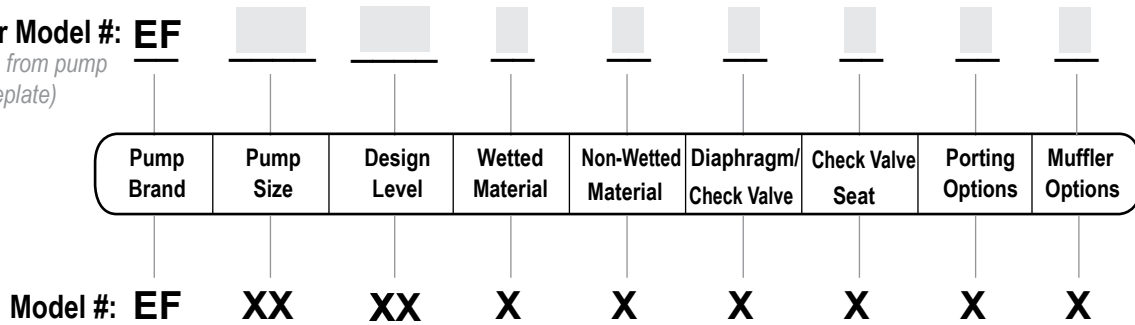 r Model #: EF
from pump
eplate)
Pump Pump Design Wetted Non-Wetted Diaphragm/ Check Valve Porting Muffler
Brand Size Level Material Material Check Valve Seat Options Options
Model #: EF XX XX X X X X X X